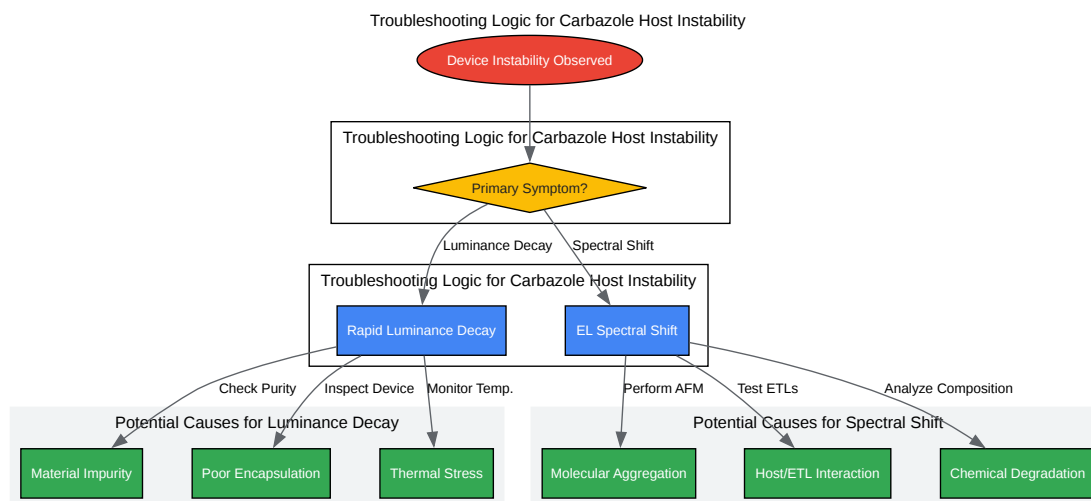 Troubleshooting Logic for Carbazole Host Instability
Device Instability Observed
Troubleshooting Logic for Carbazole Host Instability
Primary Symptom?
Luminance Decay
Spectral Shift
Troubleshooting Logic for Carbazole Host Instability
Rapid Luminance Decay
EL Spectral Shift
Check Purity
Inspect Device
Monitor Temp.
Perform AFM
Test ETLs
Analyze Composition
Potential Causes for Luminance Decay
Potential Causes for Spectral Shift
Material Impurity
Poor Encapsulation
Thermal Stress
Molecular Aggregation
Host/ETL Interaction
Chemical Degradation